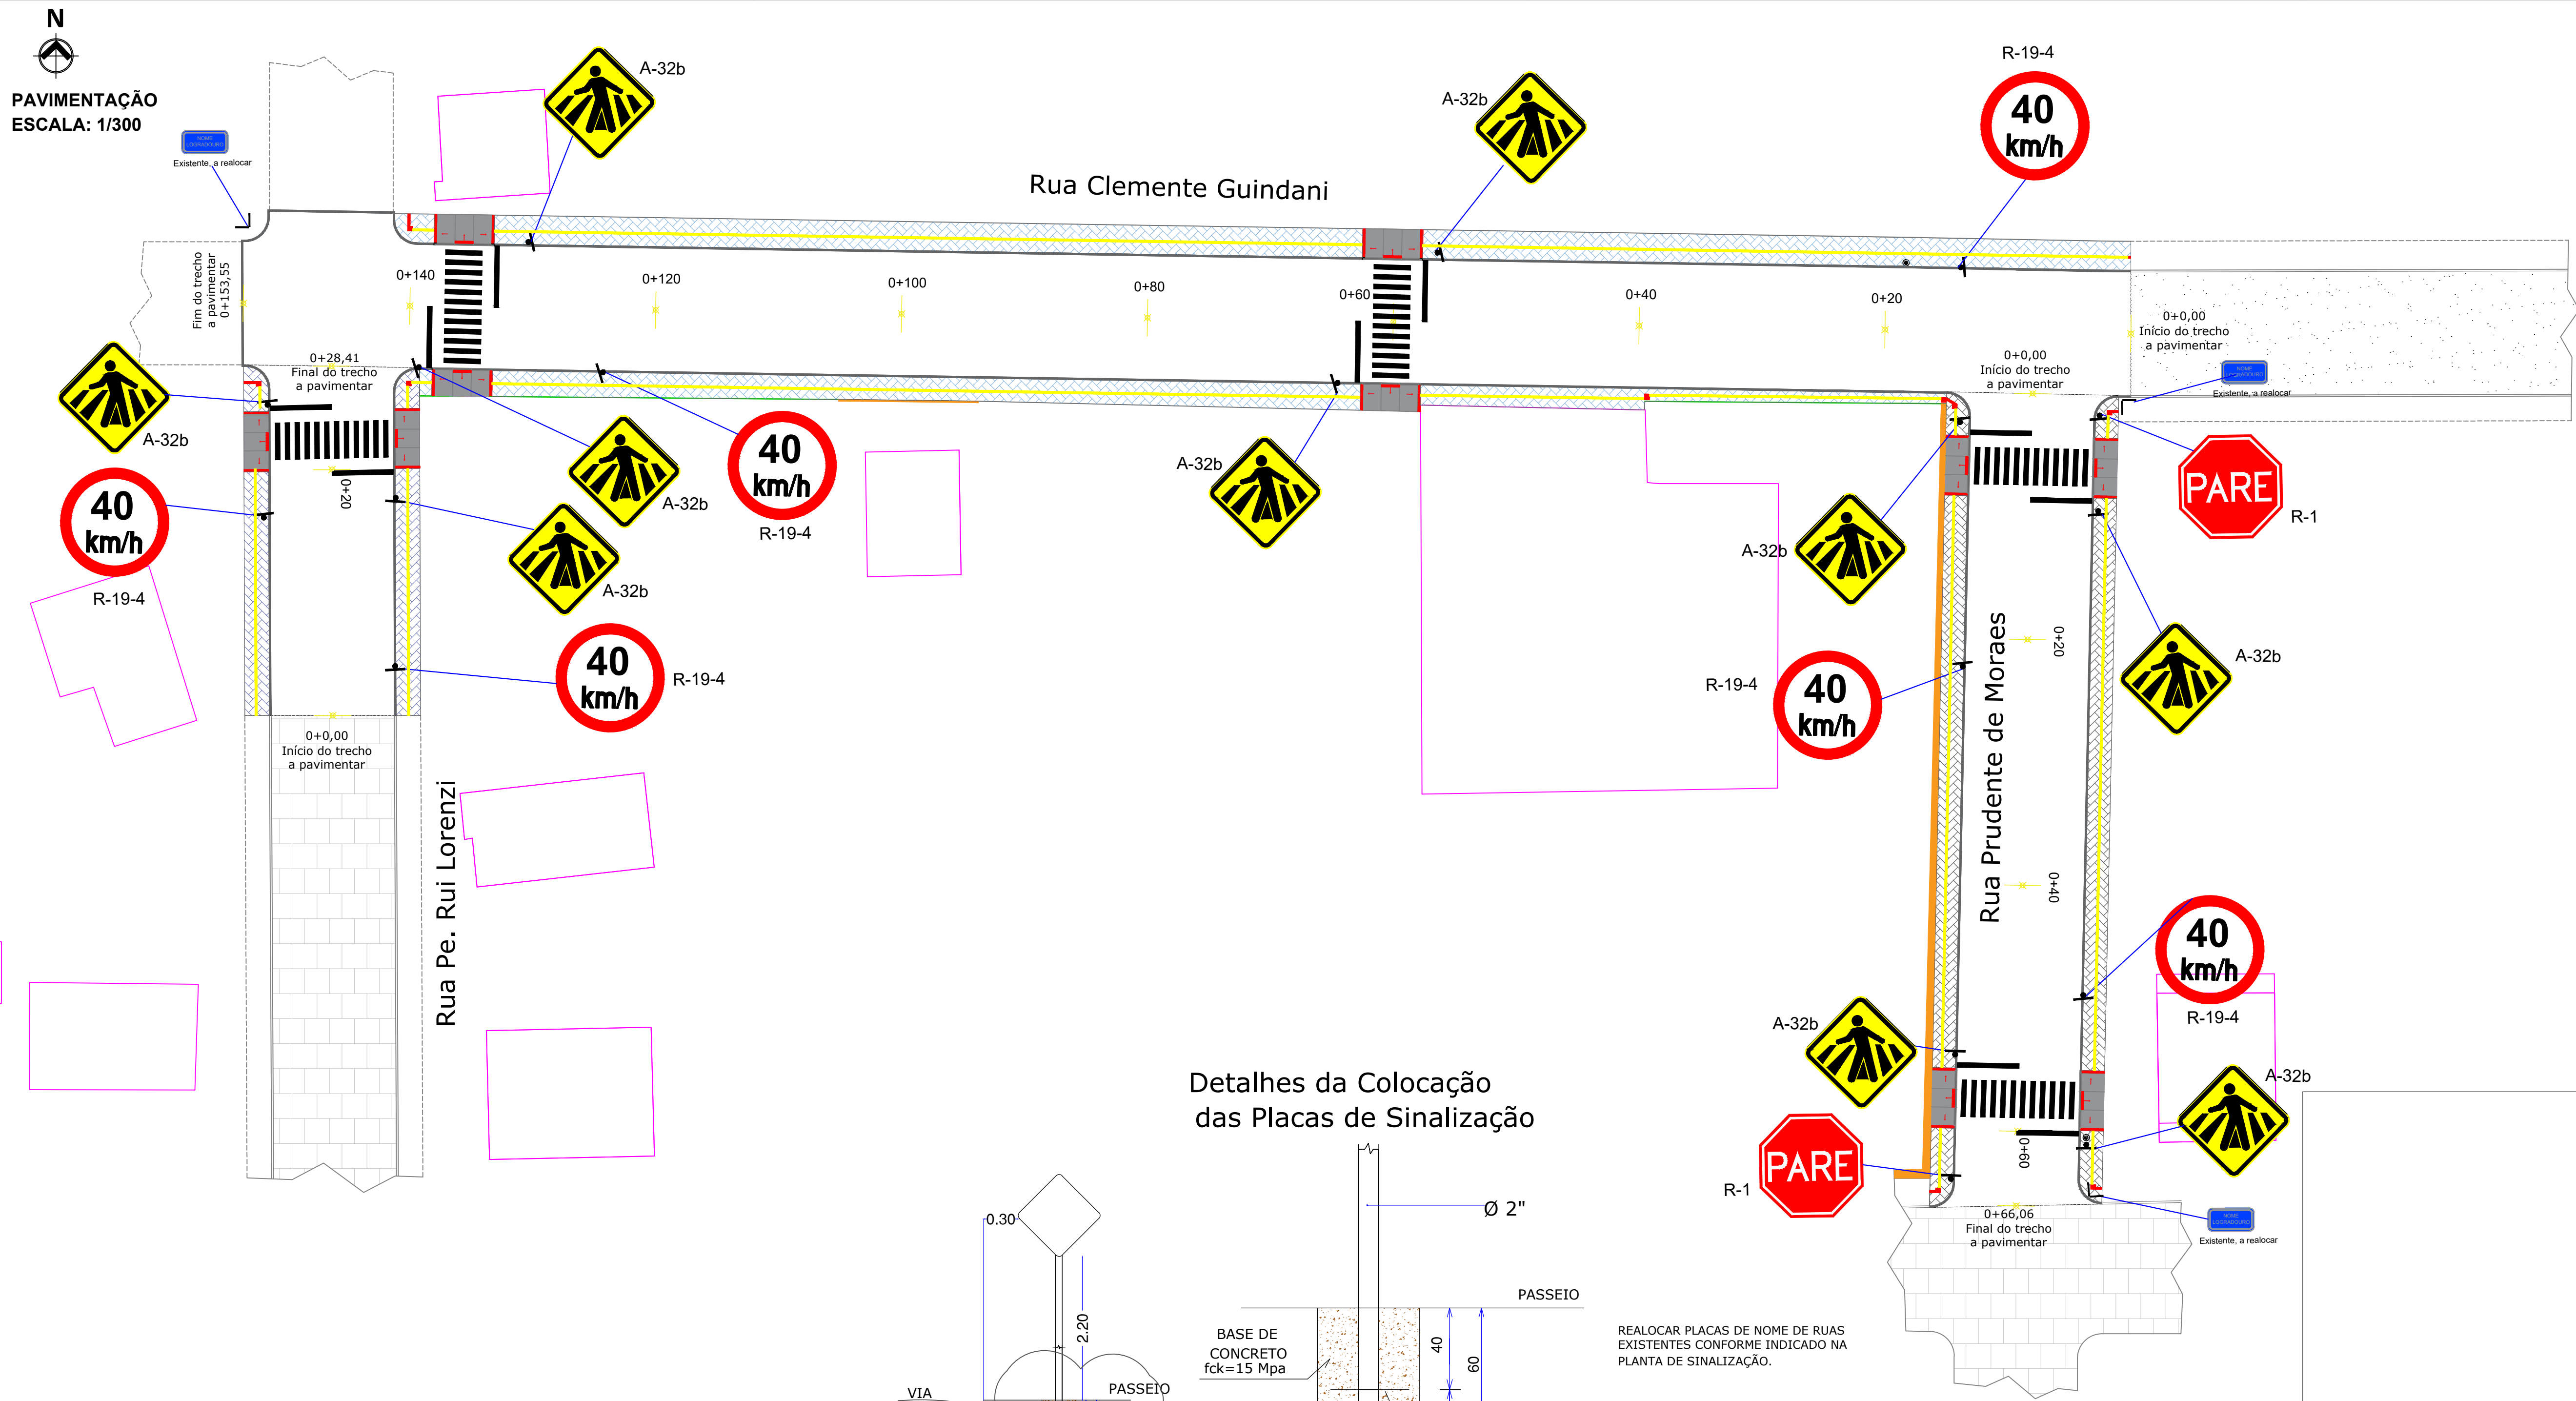 N
PAVIMENTAÇÃO
ESCALA: 1/300
NOME
LOGRADOURO
Existente, a realocar
A-32b
A-32b
R-19-4
40
km/h
Rua Clemente Guindani
Fim do trecho
a pavimentar
0+153,55
0+140
0+120
0+100
0+80
0+60
0+40
0+20
0+0,00
Início do trecho
a pavimentar
0+0,00
Início do trecho
a pavimentar
NOME
LOGRADOURO
Existente, a realocar
0+28,41
Final do trecho
a pavimentar
A-32b
40
km/h
R-19-4
0+20
A-32b
A-32b
40
km/h
R-19-4
40
km/h
R-19-4
A-32b
A-32b
PARE
R-1
A-32b
R-19-4
40
km/h
Rua Prudente de Moraes
0+20
0+40
0+0,00
Início do trecho
a pavimentar
Rua Pe. Rui Lorenzi
40
km/h
R-19-4
A-32b
A-32b
PARE
R-1
0+60
0+66,06
Final do trecho
a pavimentar
NOME
LOGRADOURO
Existente, a realocar
Detalhes da Colocação
das Placas de Sinalização
0.30
2.20
VIA
PASSEIO
Ø 2"
PASSEIO
BASE DE
CONCRETO
fck=15 Mpa
40
60
REALOCAR PLACAS DE NOME DE RUAS
EXISTENTES CONFORME INDICADO NA
PLANTA DE SINALIZAÇÃO.